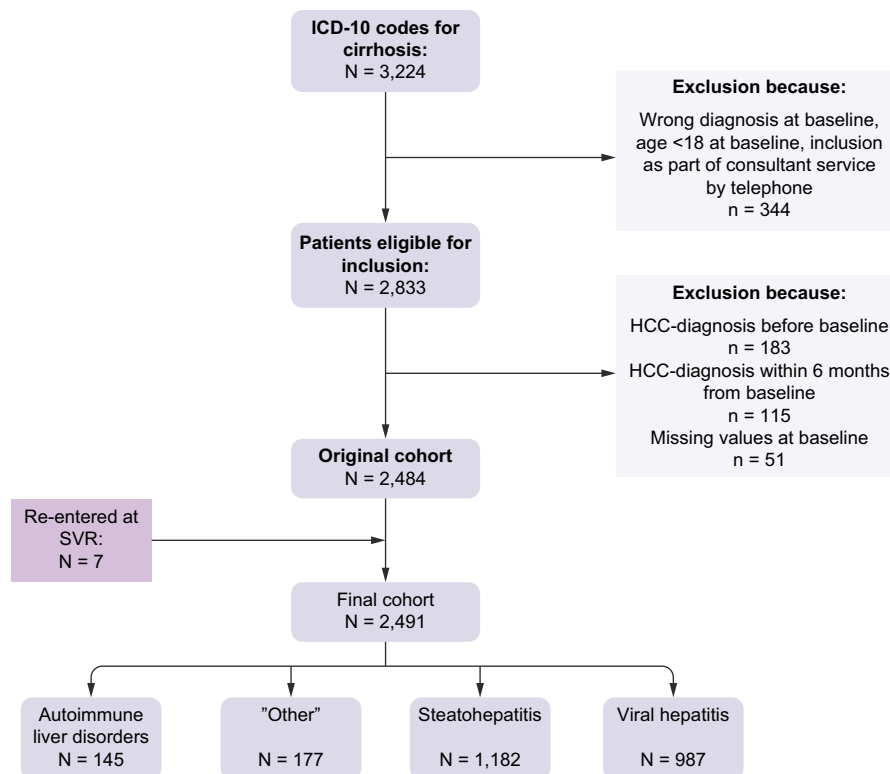 ICD-10 codes for
cirrhosis:
N = 3,224
Exclusion because:
Wrong diagnosis at baseline,
age <18 at baseline, inclusion
as part of consultant service
by telephone
n = 344
Patients eligible for
inclusion:
N = 2,833
Exclusion because:
HCC-diagnosis before baseline
n = 183
HCC-diagnosis within 6 months
from baseline
n = 115
Missing values at baseline
n = 51
Original cohort
N = 2,484
Re-entered at
SVR:
N = 7
Final cohort
N = 2,491
Autoimmune
liver disorders
N = 145
”Other”
N = 177
Steatohepatitis
N = 1,182
Viral hepatitis
N = 987